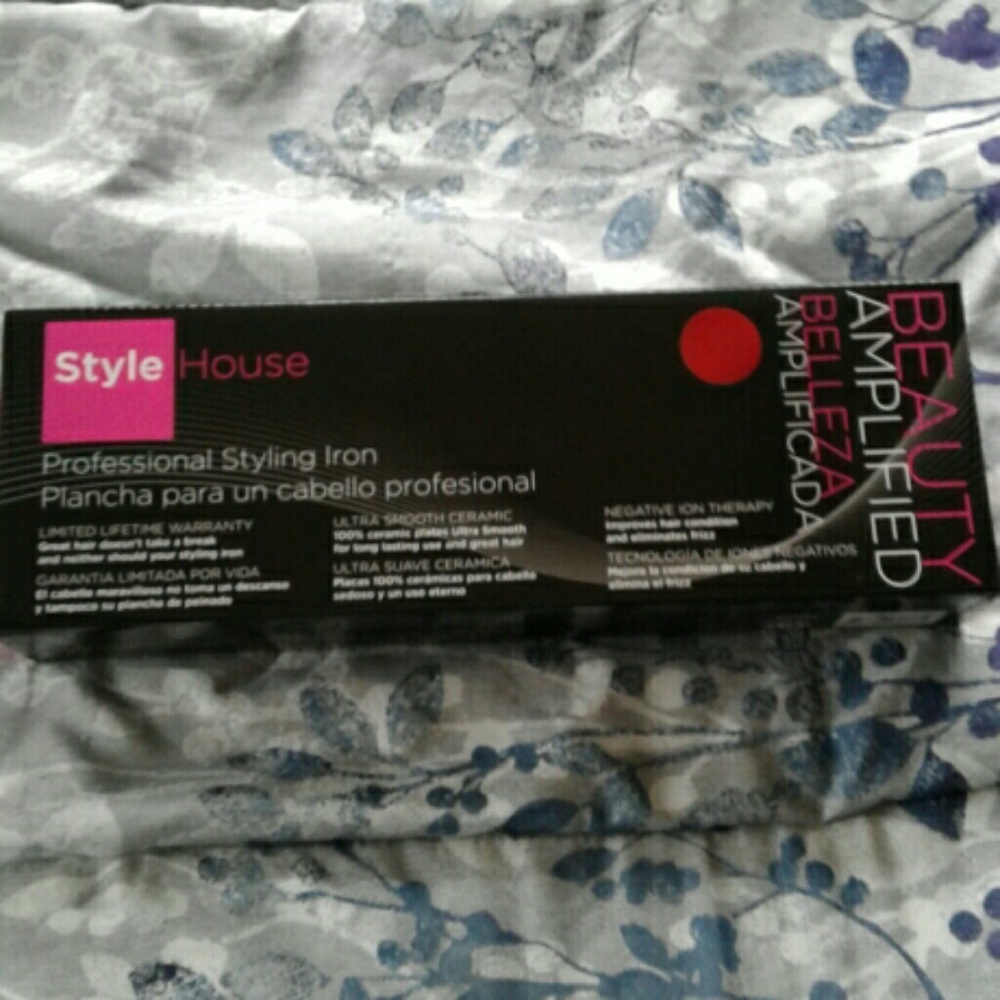 Style House
Professional Styling Iron
Plancha para un cabello profesional
LIMITED LIFETIME WARRANTY
Great hair doesn't take a break
and neither should your styling iron
GARANTIA LIMITADA POR VIDA
El cabello maravilloso no toma un descanso
y tampoco su plancha de peinado
ULTRA SMOOTH CERAMIC
100% ceramic plates Ultra Smooth
for long lasting use and great hair
ULTRA SUAVE CERAMICA
Placas 100% cerámicas para cabello
sedoso y un uso eterno
NEGATIVE ION THERAPY
Improves hair condition
and eliminates frizz
TECNOLOGÍA DE IONES NEGATIVOS
Mejora la condicion de su cabello y
elimina el frizz
BEAUTY
AMPLIFIED
BELLEZA
AMPLIFICADA